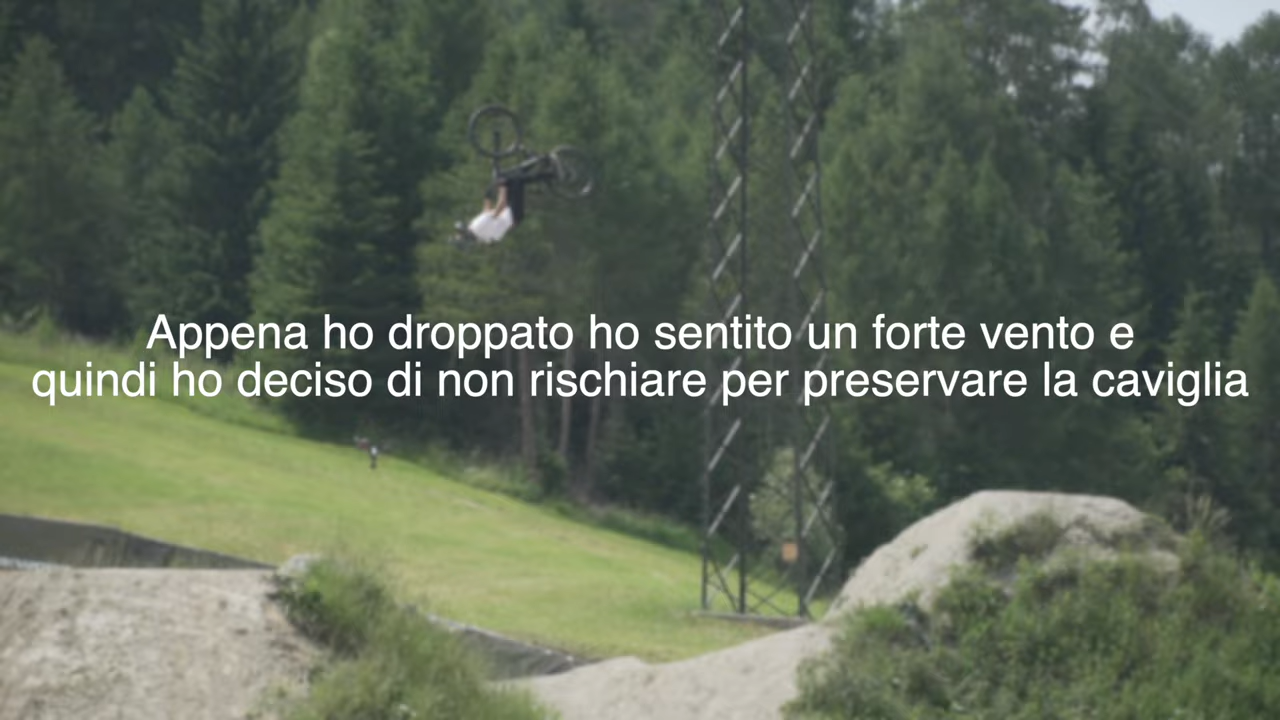 Appena ho droppato ho sentito un forte vento e
quindi ho deciso di non rischiare per preservare la caviglia